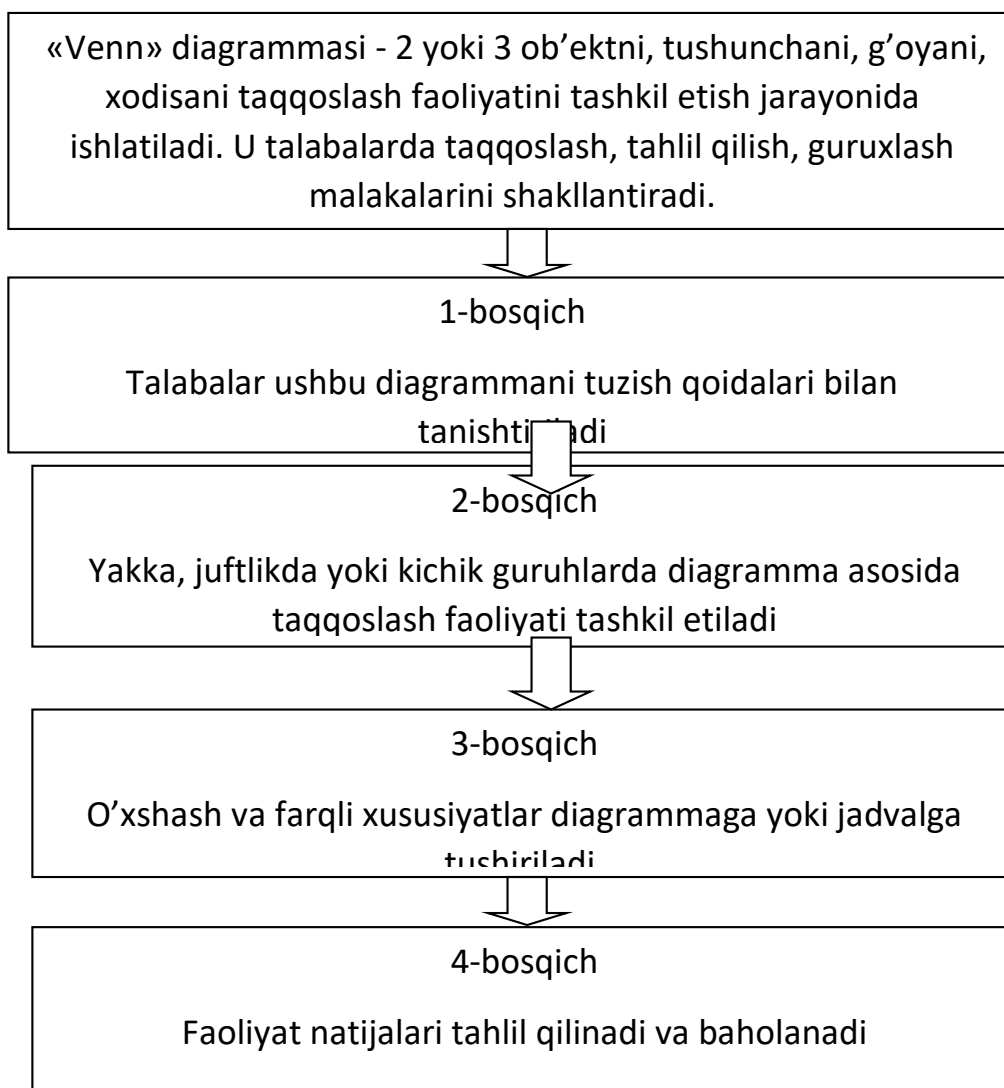 «Venn» diagrammasi - 2 yoki 3 ob’ektni, tushunchani, g’oyani,
xodisani taqqoslash faoliyatini tashkil etish jarayonida
ishlatiladi. U talabalarda taqqoslash, tahlil qilish, guruxlash
malakalarini shakllantiradi.
1-bosqich
Talabalar ushbu diagrammani tuzish qoidalari bilan
tanishtiriladi
2-bosqich
Yakka, juftlikda yoki kichik guruhlarda diagramma asosida
taqqoslash faoliyati tashkil etiladi
3-bosqich
O’xshash va farqli xususiyatlar diagrammaga yoki jadvalga
tushiriladi
4-bosqich
Faoliyat natijalari tahlil qilinadi va baholanadi